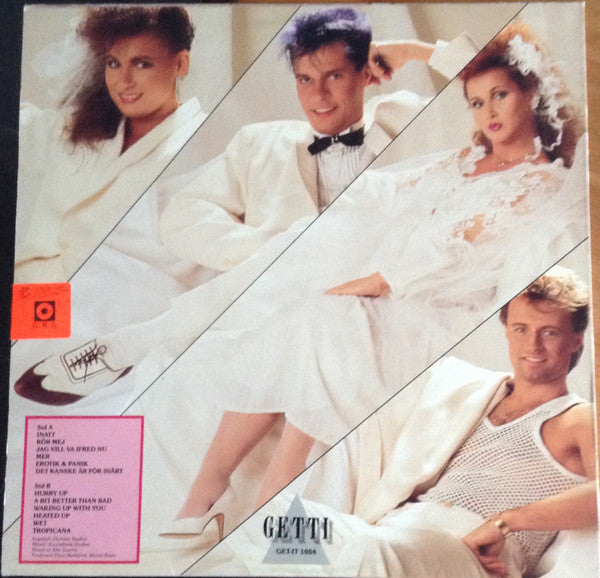 Sid A
INATT
RÖR MEJ
JAG VILL VA IFRED NU
MER
EROTIK & PANIK
DET KANSKE ÄR FÖR SVÅRT
Sid B
HURRY UP
A BIT BETTER THAN BAD
WAKING UP WITH YOU
HEATED UP
WET
TROPICANA
GETTI
GET-IT 1004